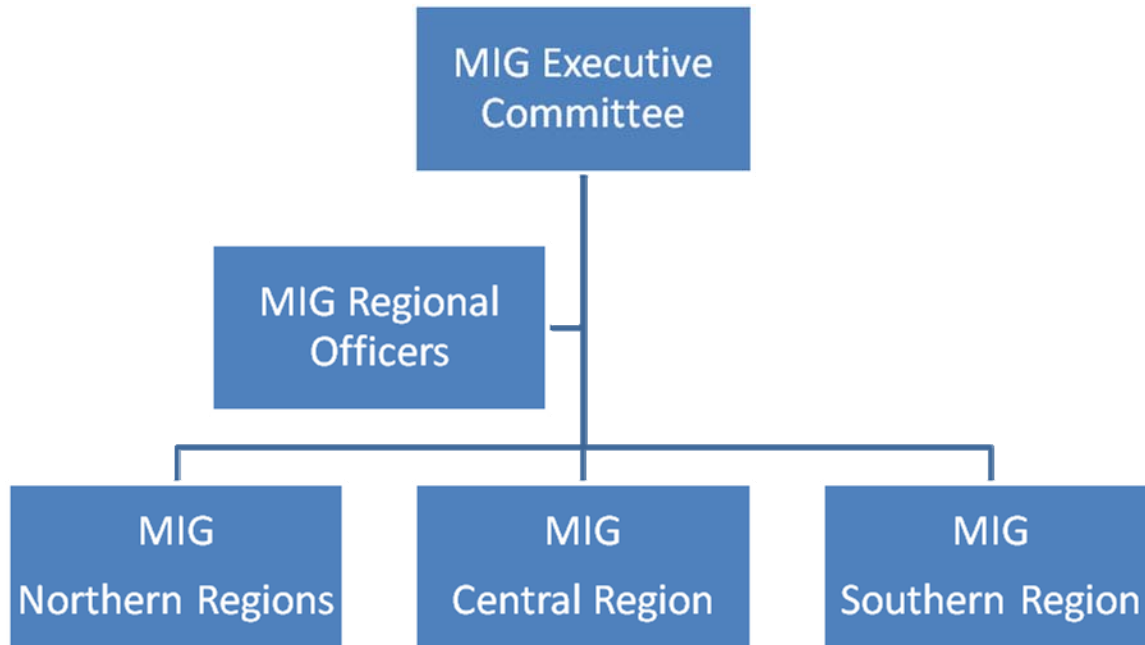 MIG Executive
Committee
MIG Regional
Officers
MIG
Northern Regions
MIG
Central Region
MIG
Southern Region